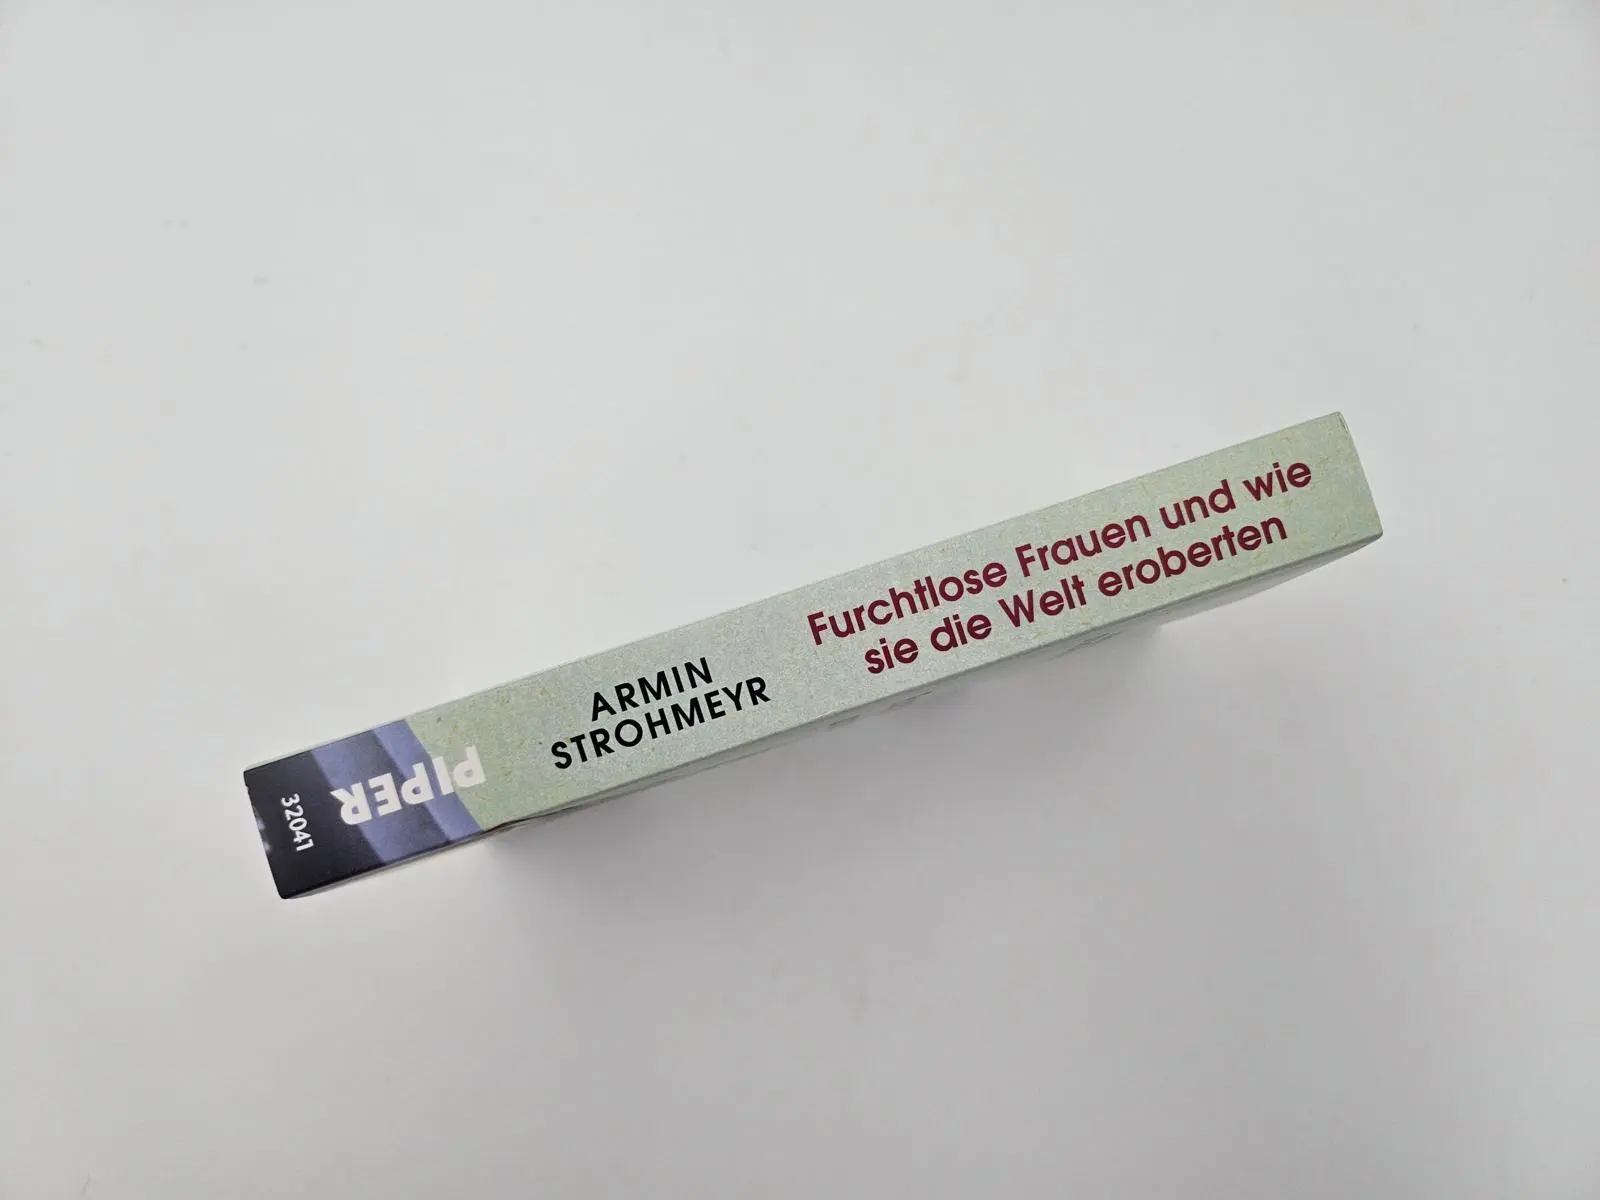 Furchtlose Frauen und wie
sie die Welt eroberten
ARMIN
STROHMEYR
PIPER
32041